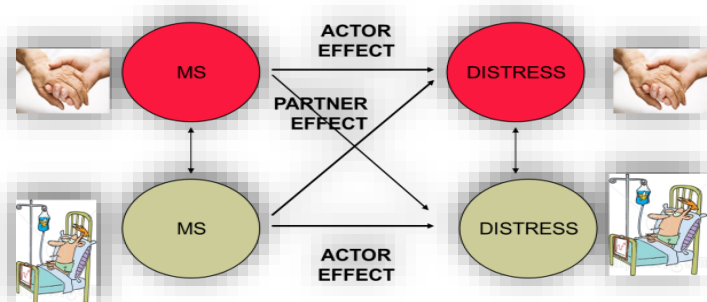 ACTOR
EFFECT
MS
DISTRESS
PARTNER
EFFECT
MS
DISTRESS
ACTOR
EFFECT